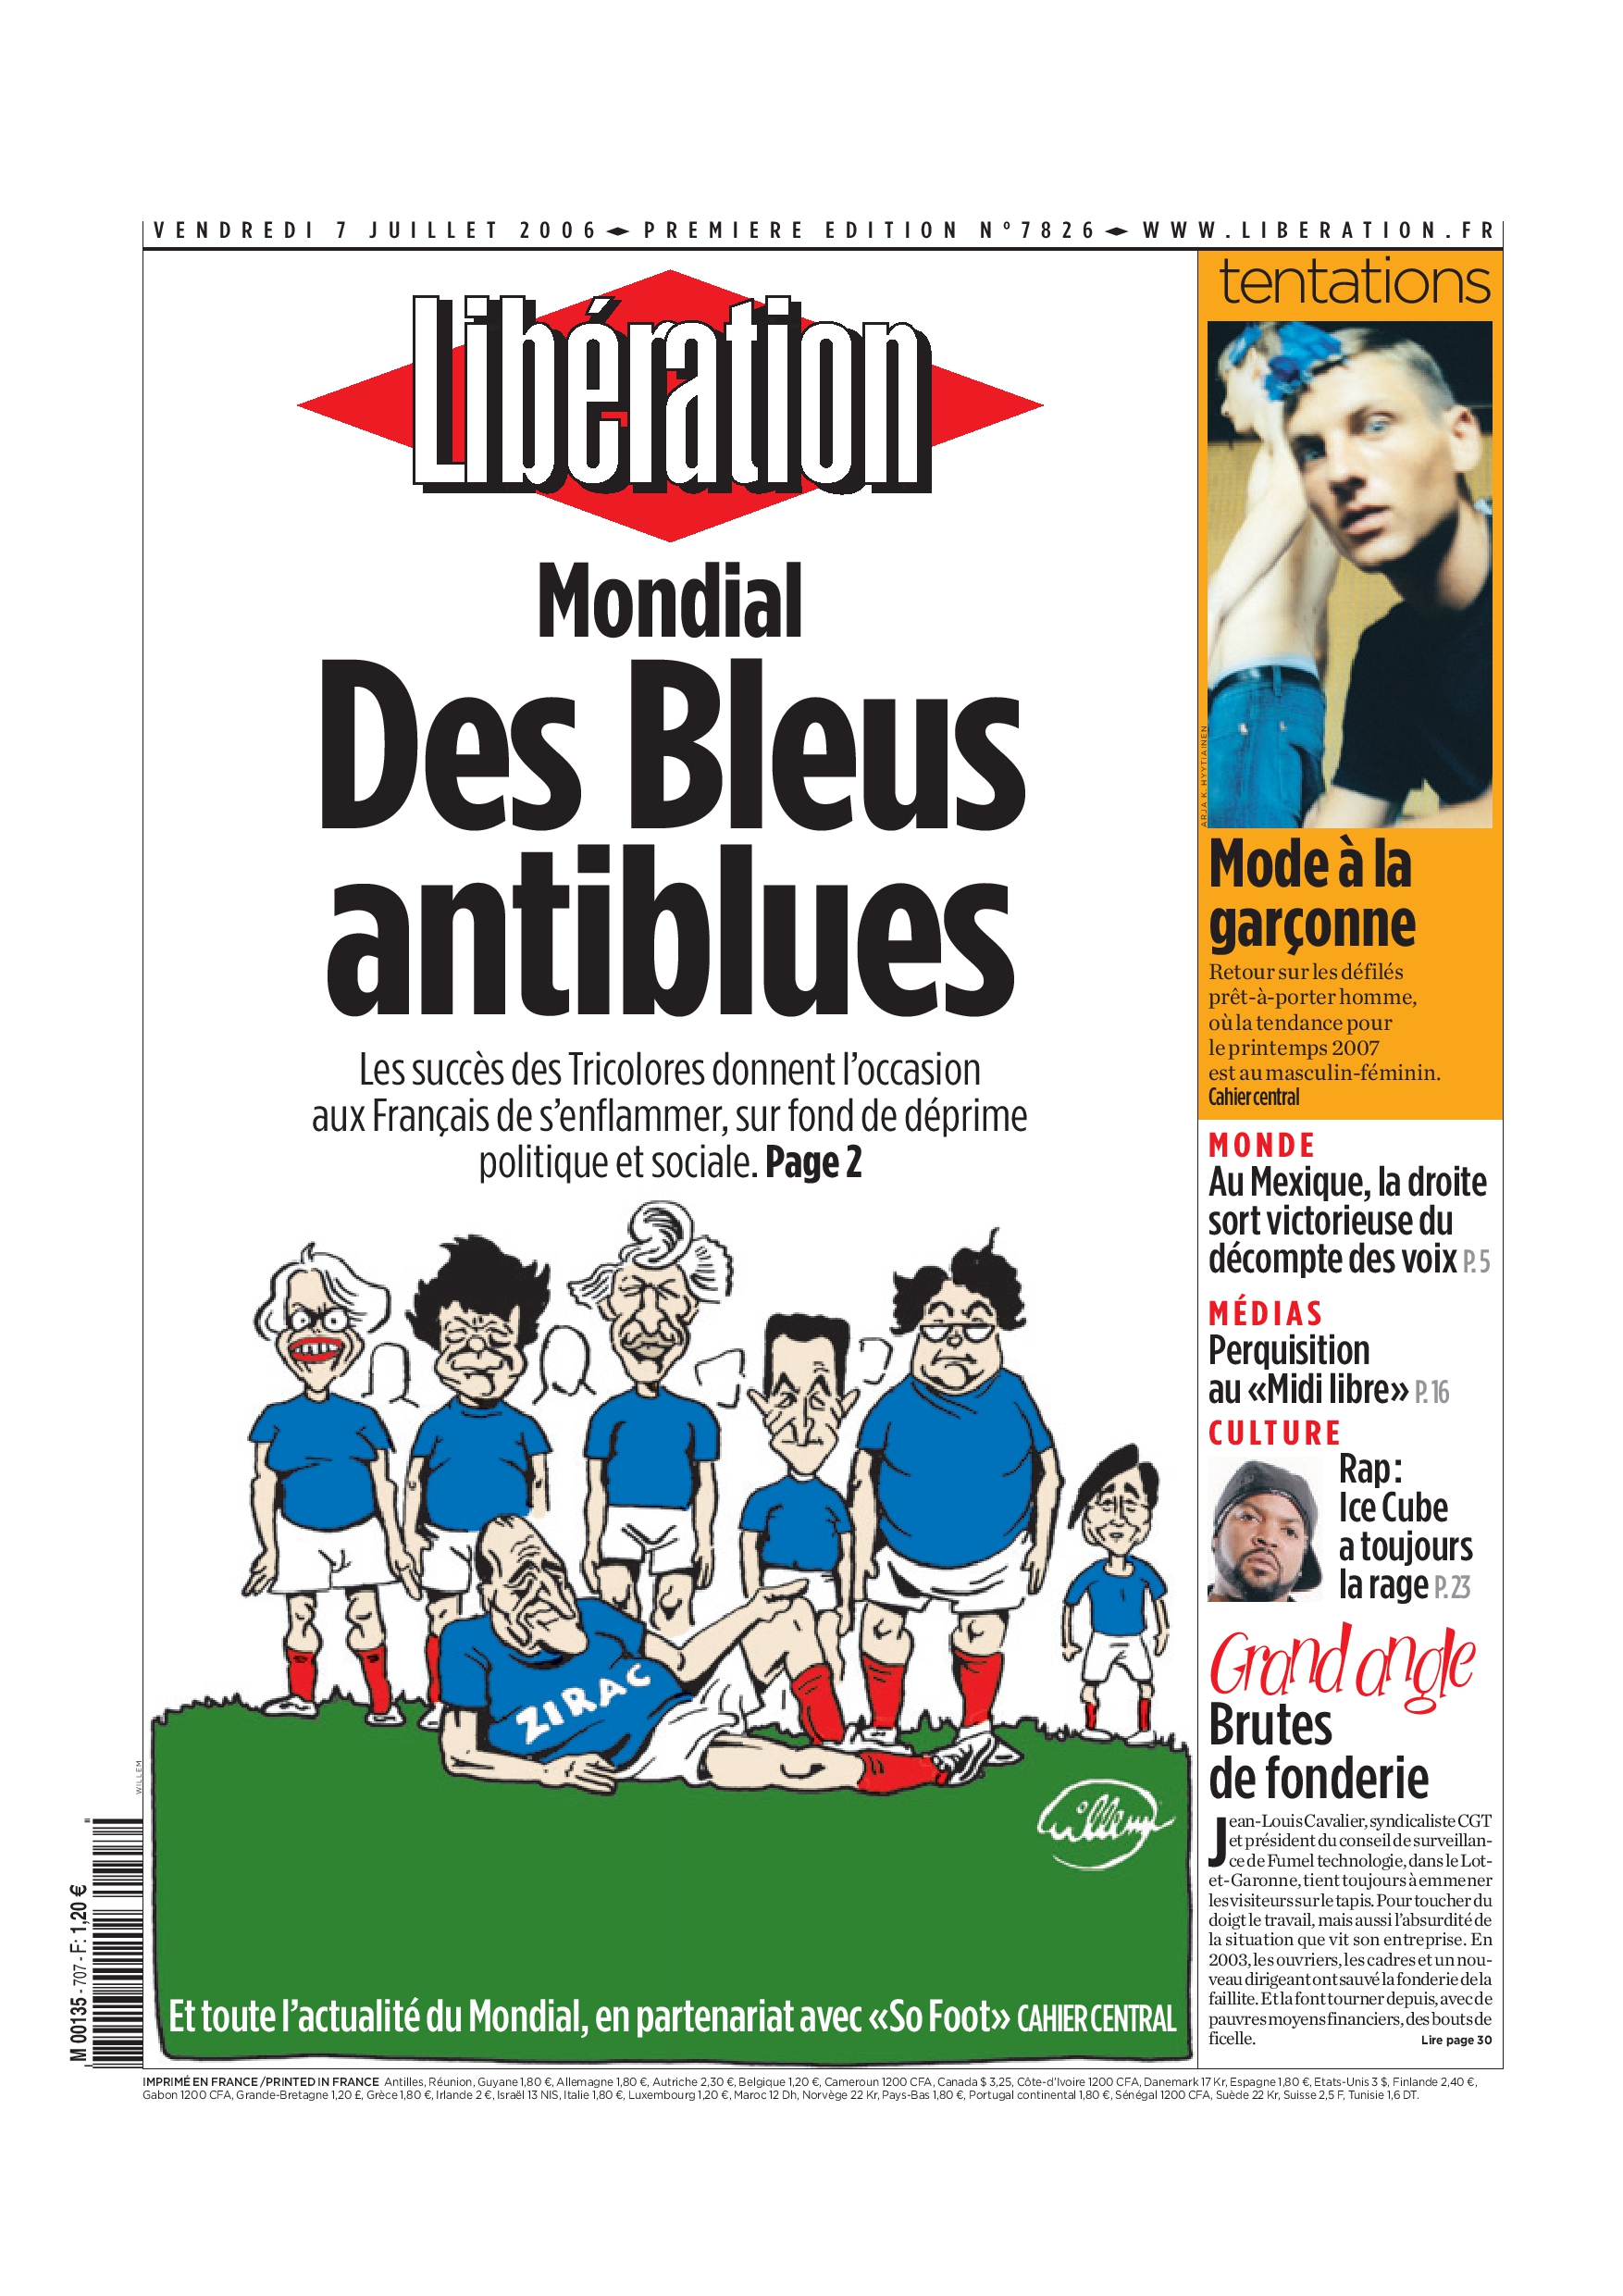 VENDREDI 7 JUILLET 2006 PREMIERE EDITION N°7826 WWW.LIBERATION.FR
Libération
Mondial
Des Bleus
antiblues
Les succès des Tricolores donnent l’occasion
aux Français de s’enflammer, sur fond de déprime
politique et sociale. Page 2
ZIRAC
Willem
WILLEM
Et toute l’actualité du Mondial, en partenariat avec «So Foot» CAHIER CENTRAL
M 00135 - 707 - F: 1,20 €
tentations
ARJA K. HYYTIAINEN
Mode à la
garçonne
Retour sur les défilés
prêt-à-porter homme,
où la tendance pour
le printemps 2007
est au masculin-féminin.
Cahier central
MONDE
Au Mexique, la droite
sort victorieuse du
décompte des voix P.5
MÉDIAS
Perquisition
au «Midi libre» P.16
CULTURE
Rap:
Ice Cube
a toujours
la rage P.23
Grand angle
Brutes
de fonderie
Jean-Louis Cavalier, syndicaliste CGT
et président du conseil de surveillan-
ce de Fumel technologie, dans le Lot-
et-Garonne, tient toujours à emmener
les visiteurs sur le tapis. Pour toucher du
doigt le travail, mais aussi l’absurdité de
la situation que vit son entreprise. En
2003, les ouvriers, les cadres et un nou-
veau dirigeant ont sauvé la fonderie de la
faillite. Et la font tourner depuis, avec de
pauvres moyens financiers, des bouts de
ficelle. Lire page 30
IMPRIMÉ EN FRANCE /PRINTED IN FRANCE Antilles, Réunion, Guyane 1,80 €, Allemagne 1,80 €, Autriche 2,30 €, Belgique 1,20 €, Cameroun 1200 CFA, Canada $ 3,25, Côte-d’Ivoire 1200 CFA, Danemark 17 Kr, Espagne 1,80 €, Etats-Unis 3 $, Finlande 2,40 €,
Gabon 1200 CFA, Grande-Bretagne 1,20 £, Grèce 1,80 €, Irlande 2 €, Israël 13 NIS, Italie 1,80 €, Luxembourg 1,20 €, Maroc 12 Dh, Norvège 22 Kr, Pays-Bas 1,80 €, Portugal continental 1,80 €, Sénégal 1200 CFA, Suède 22 Kr, Suisse 2,5 F, Tunisie 1,6 DT.